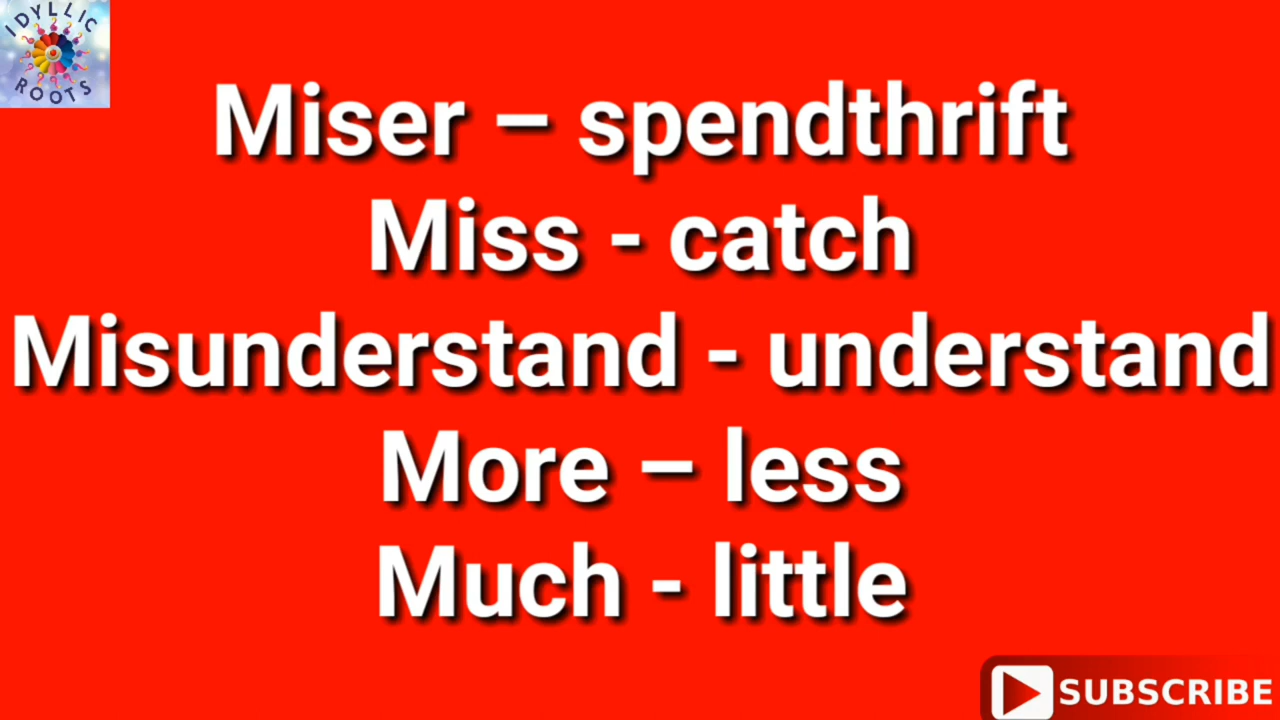 IDYLLIC
ROOTS
Miser – spendthrift
Miss - catch
Misunderstand - understand
More – less
Much - little
SUBSCRIBE